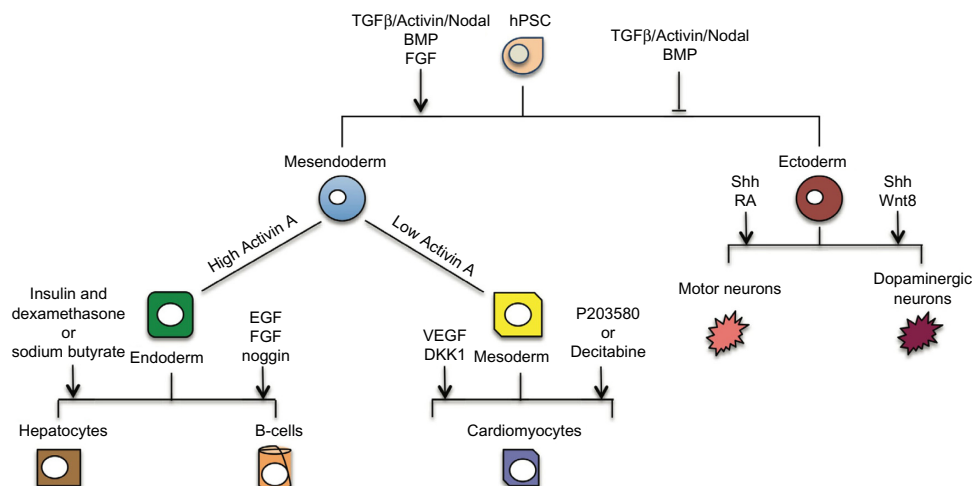 TGFβ/Activin/Nodal
BMP
FGF
hPSC
TGFβ/Activin/Nodal
BMP
Mesendoderm
Ectoderm
Shh
RA
Shh
Wnt8
High Activin A
Low Activin A
Motor neurons
Dopaminergic
neurons
Insulin and
dexamethasone
or
sodium butyrate
Endoderm
EGF
FGF
noggin
VEGF
DKK1
Mesoderm
P203580
or
Decitabine
Hepatocytes
B-cells
Cardiomyocytes